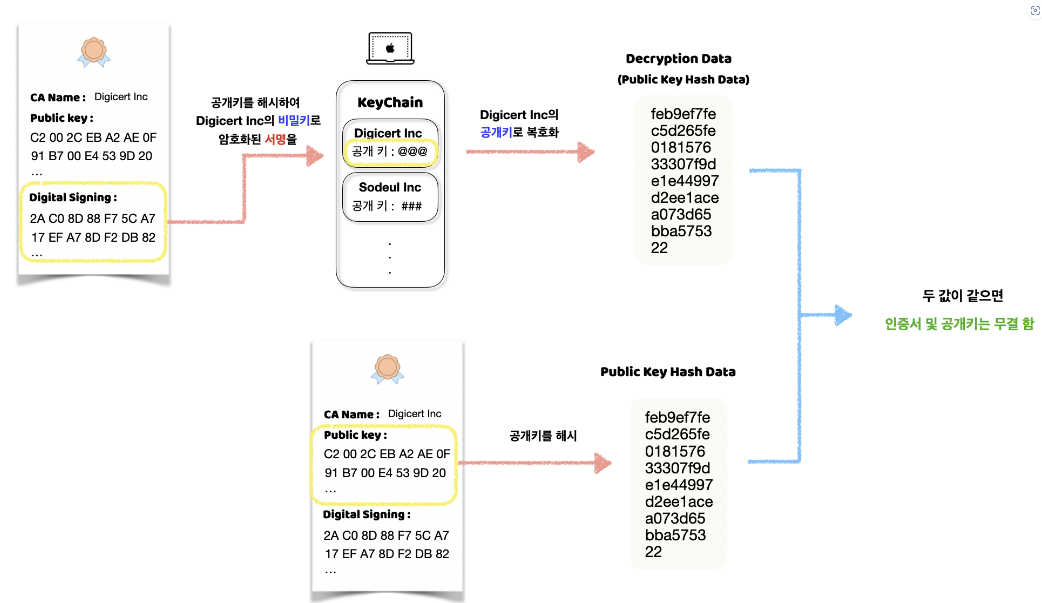 CA Name : Digicert Inc
Public key :
C2 00 2C EB A2 AE 0F
91 B7 00 E4 53 9D 20
...
Digital Signing :
2A C0 8D 88 F7 5C A7
17 EF A7 8D F2 DB 82
...
공개키를 해시하여
Digicert Inc의 비밀키로
암호화된 서명을
KeyChain
Digicert Inc
공개 키 : @@@
Sodeul Inc
공개 키 : ###
.
.
.
Digicert Inc의
공개키로 복호화
Decryption Data
(Public Key Hash Data)
feb9ef7fe
c5d265fe
0181576
33307f9d
e1e44997
d2ee1ace
a073d65
bba5753
22
두 값이 같으면
인증서 및 공개키는 무결 함
CA Name : Digicert Inc
Public key :
C2 00 2C EB A2 AE 0F
91 B7 00 E4 53 9D 20
...
Digital Signing :
2A C0 8D 88 F7 5C A7
17 EF A7 8D F2 DB 82
...
공개키를 해시
Public Key Hash Data
feb9ef7fe
c5d265fe
0181576
33307f9d
e1e44997
d2ee1ace
a073d65
bba5753
22